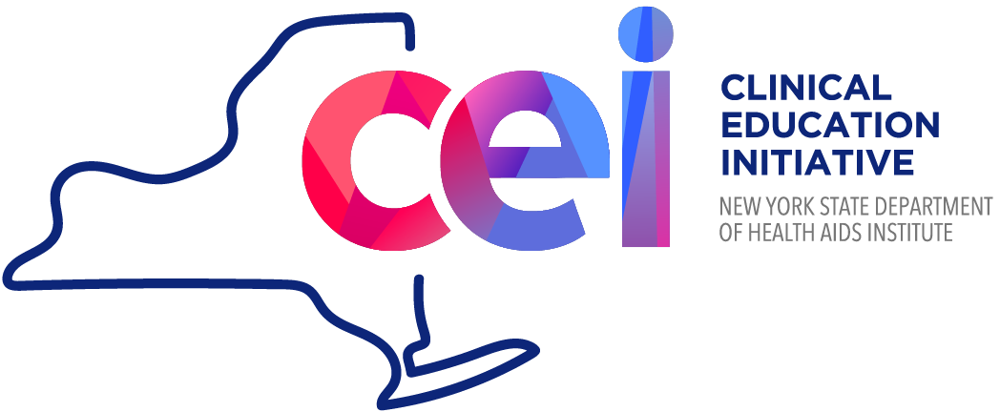 cei
CLINICAL
EDUCATION
INITIATIVE
NEW YORK STATE DEPARTMENT
OF HEALTH AIDS INSTITUTE